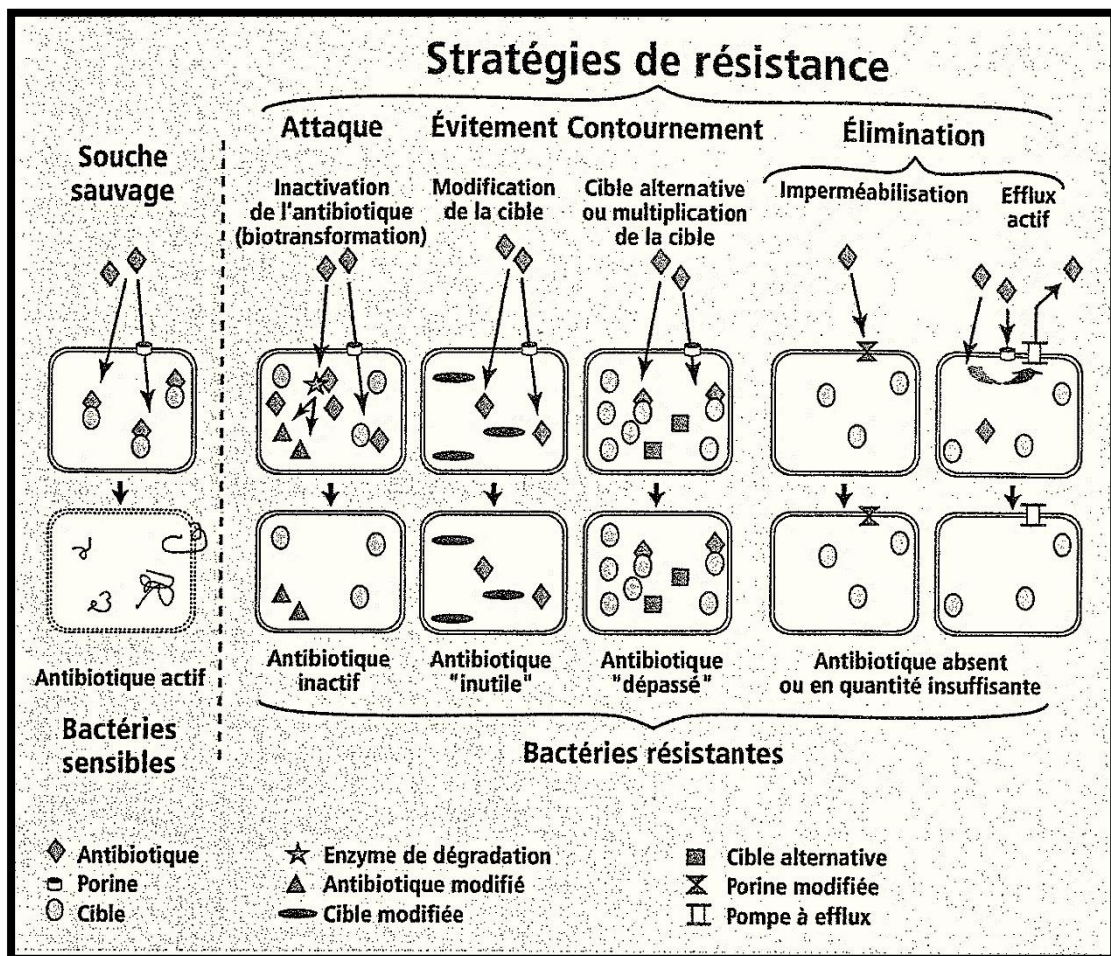 Stratégies de résistance
Attaque
Évitement
Contournement
Élimination
Souche
sauvage
Inactivation
de l'antibiotique
(biotransformation)
Modification
de la cible
Cible alternative
ou multiplication
de la cible
Imperméabilisation
Efflux
actif
Antibiotique actif
Antibiotique
inactif
Antibiotique
"inutile"
Antibiotique
"dépassé"
Antibiotique absent
ou en quantité insuffisante
Bactéries
sensibles
Bactéries résistantes
Antibiotique
Porine
Cible
Enzyme de dégradation
Antibiotique modifié
Cible modifiée
Cible alternative
Porine modifiée
Pompe à efflux